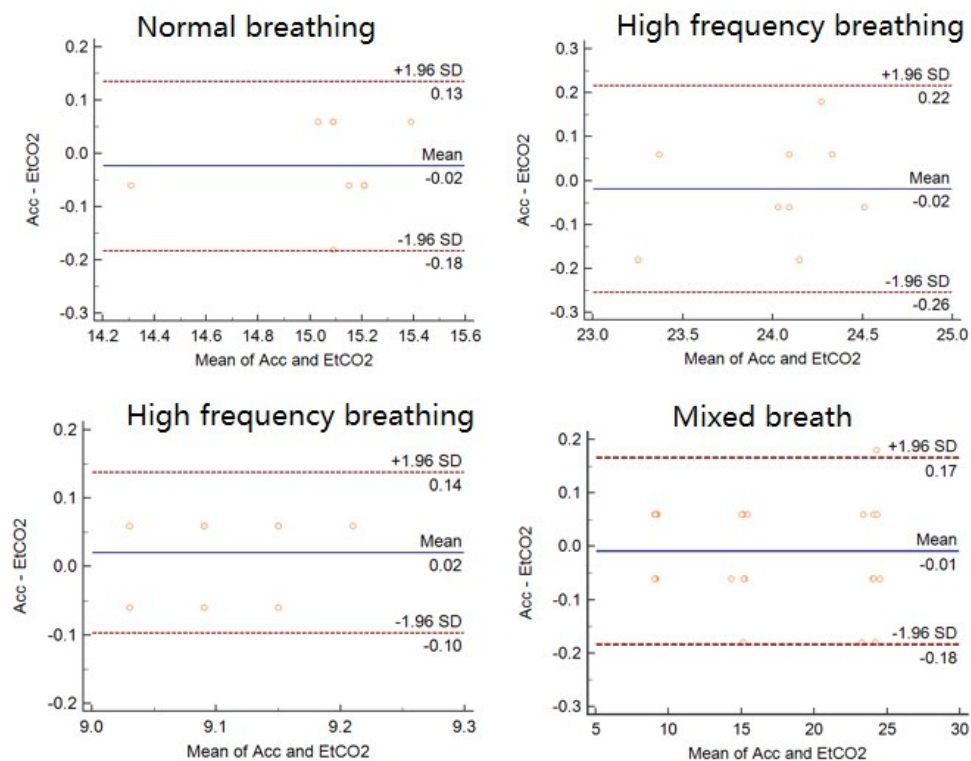 Normal breathing
0.2
0.1
0.0
-0.1
-0.2
-0.3
Acc - EtCO2
+1.96 SD
0.13
Mean
-0.02
-1.96 SD
-0.18
14.2 14.4 14.6 14.8 15.0 15.2 15.4 15.6
Mean of Acc and EtCO2
High frequency breathing
0.3
0.2
0.1
0.0
-0.1
-0.2
-0.3
Acc - EtCO2
+1.96 SD
0.22
Mean
-0.02
-1.96 SD
-0.26
23.0 23.5 24.0 24.5 25.0
Mean of Acc and EtCO2
High frequency breathing
0.2
0.1
0.0
-0.1
-0.2
Acc - EtCO2
+1.96 SD
0.14
Mean
0.02
-1.96 SD
-0.10
9.0 9.1 9.2 9.3
Mean of Acc and EtCO2
Mixed breath
0.2
0.1
0.0
-0.1
-0.2
-0.3
Acc - EtCO2
+1.96 SD
0.17
Mean
-0.01
-1.96 SD
-0.18
5 10 15 20 25 30
Mean of Acc and EtCO2